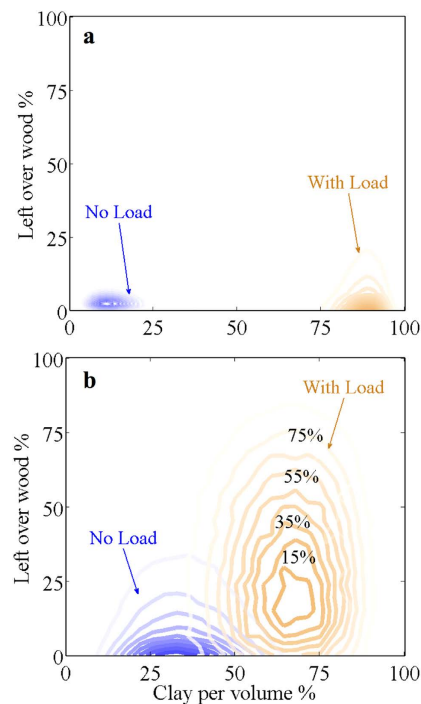 100
a
75
Left over wood %
50
With Load
No Load
25
0
0 25 50 75 100
100
b
With Load
75
75%
Left over wood %
55%
50
35%
No Load
15%
25
0
0 25 50 75 100
Clay per volume %